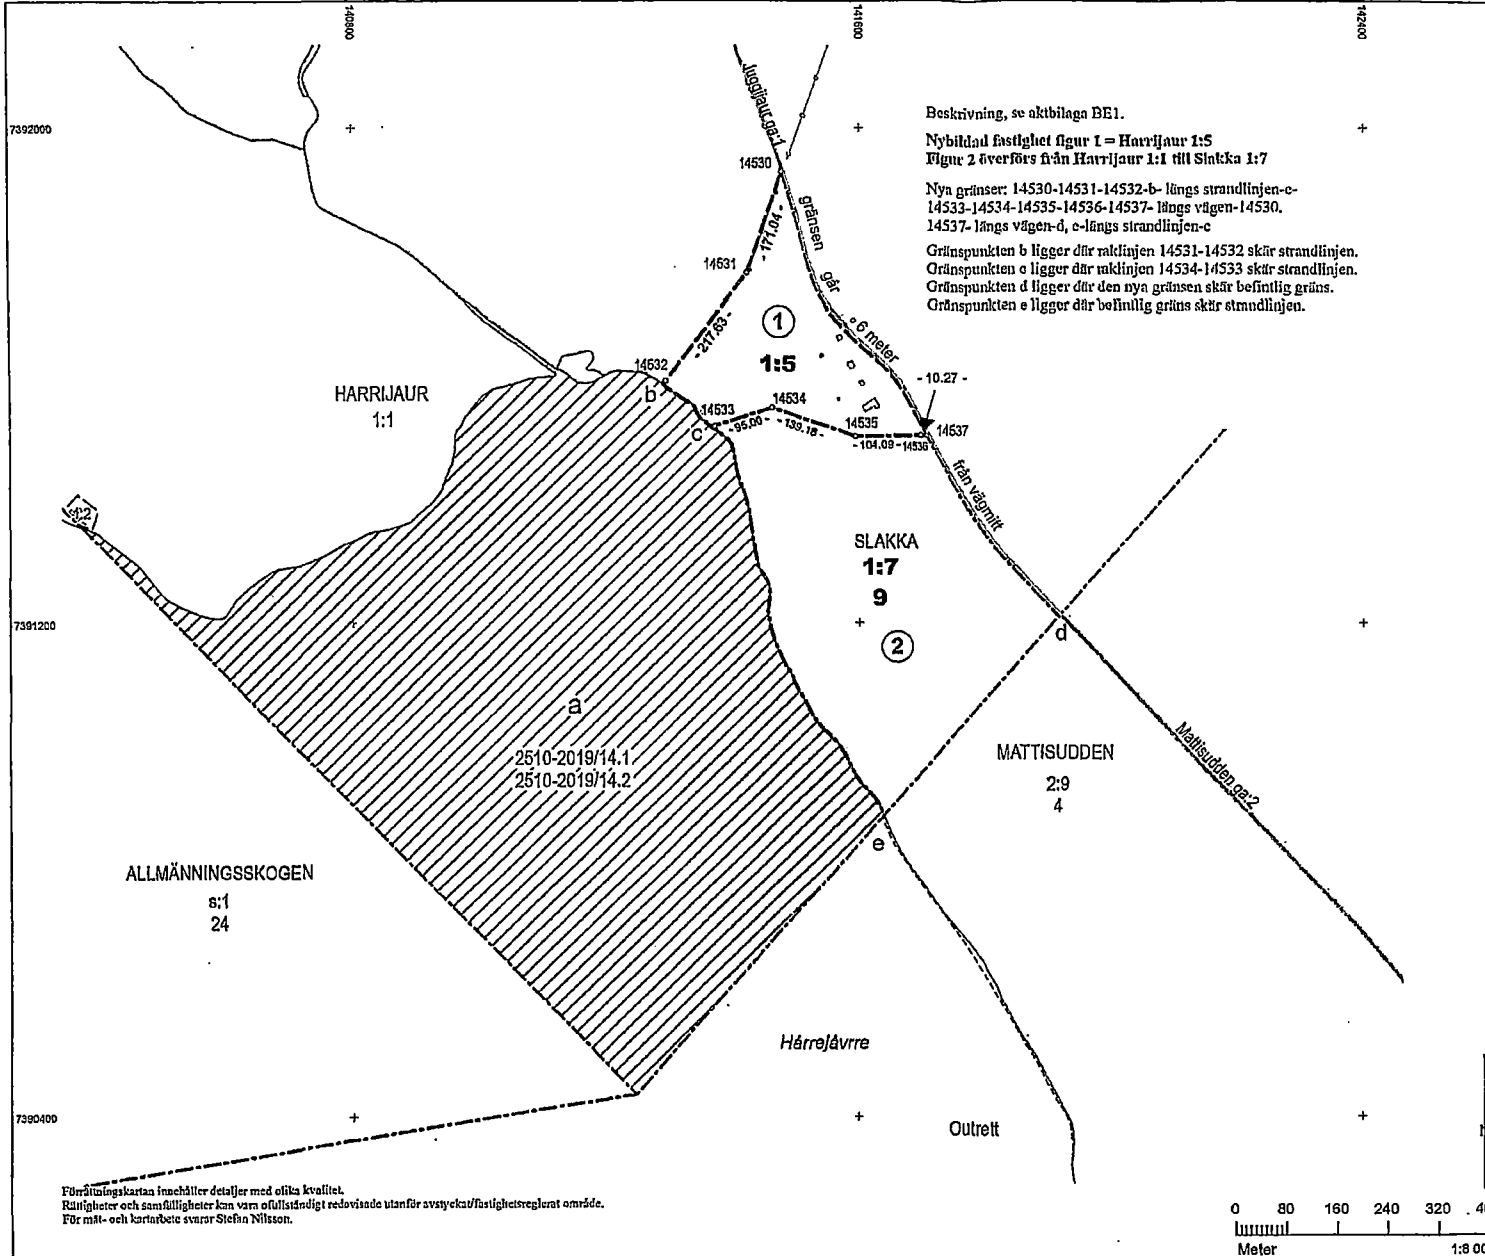 140800
141600
142400
7392000
Juggijaur.ga:1
Beskrivning, se aktbilaga BE1.
Nybildad fastighet figur 1 = Harrijaur 1:5
Figur 2 överförs från Harrijaur 1:1 till Slakka 1:7
Nya gränser: 14530-14531-14532-b- längs strandlinjen-c-
14533-14534-14535-14536-14537- längs vägen-14530.
14537- längs vägen-d, e-längs strandlinjen-c
Gränspunkten b ligger där raklinjen 14531-14532 skär strandlinjen.
Gränspunkten c ligger där raklinjen 14534-14533 skär strandlinjen.
Gränspunkten d ligger där den nya gränsen skär befintlig gräns.
Gränspunkten e ligger där befintlig gräns skär strandlinjen.
14530
gränsen
går
6 meter
från vägmitt
- 171.04 -
14531
- 217.63 -
1
1:5
14532
b
14533
c
14534
- 95.00 -
- 139.18 -
14535
- 104.09 -
14536
14537
- 10.27 -
HARRIJAUR
1:1
s:2
SLAKKA
1:7
9
2
7391200
d
a
2510-2019/14.1
2510-2019/14.2
MATTISUDDEN
2:9
4
Mattisudden.ga:2
e
ALLMÄNNINGSSKOGEN
s:1
24
Hárrejávrre
Outrett
7390400
Förrättningskartan innehåller detaljer med olika kvalitet.
Rättigheter och samfälligheter kan vara ofullständigt redovisade utanför avstyckat/fastighetsreglerat område.
För mät- och kartarbete svarar Stefan Nilsson.
0 80 160 240 320
Meter 1:8 00